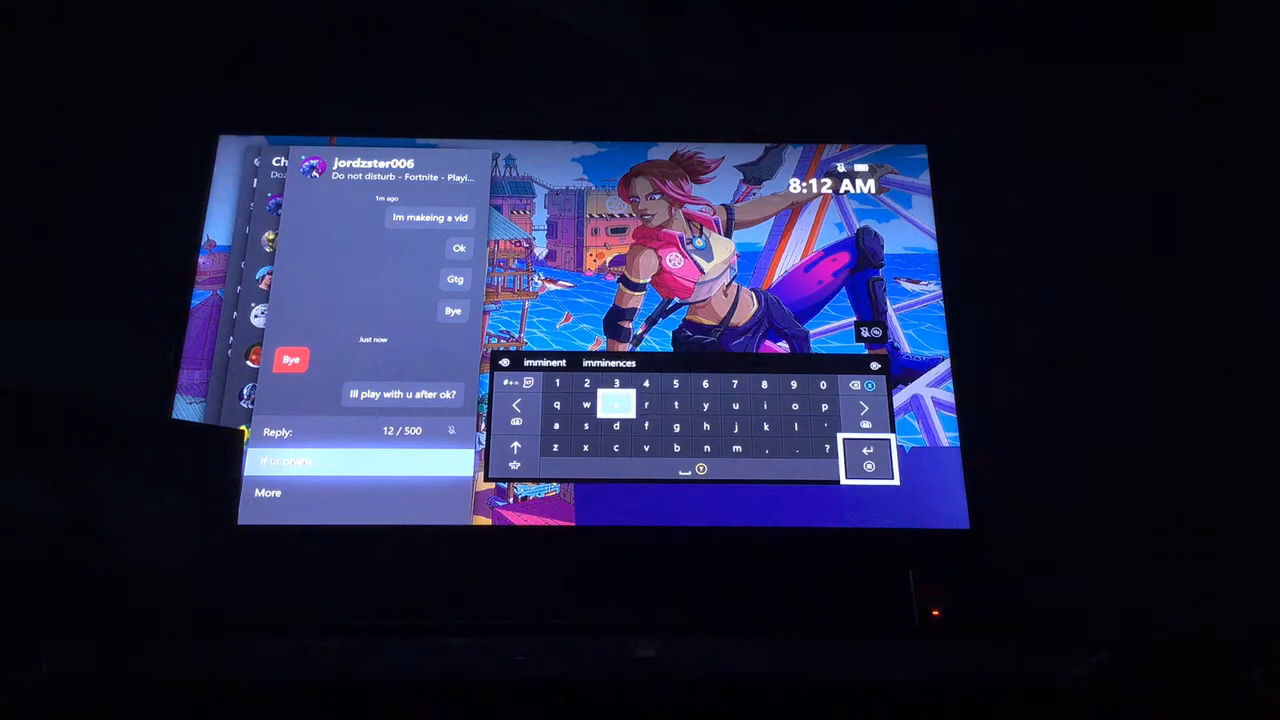 Ch
jordzster006
Do not disturb - Fortnite - Playi...
1m ago
Im makeing a vid
Ok
Gtg
Bye
Just now
Bye
Ill play with u after ok?
Reply:
12 / 500
If ur online
More
8:12 AM
imminent imminences
#+= 1 2 3 4 5 6 7 8 9 0 X
q w e r t y u i o p
a s d f g h j k l '
z x c v b n m , . ?
Y